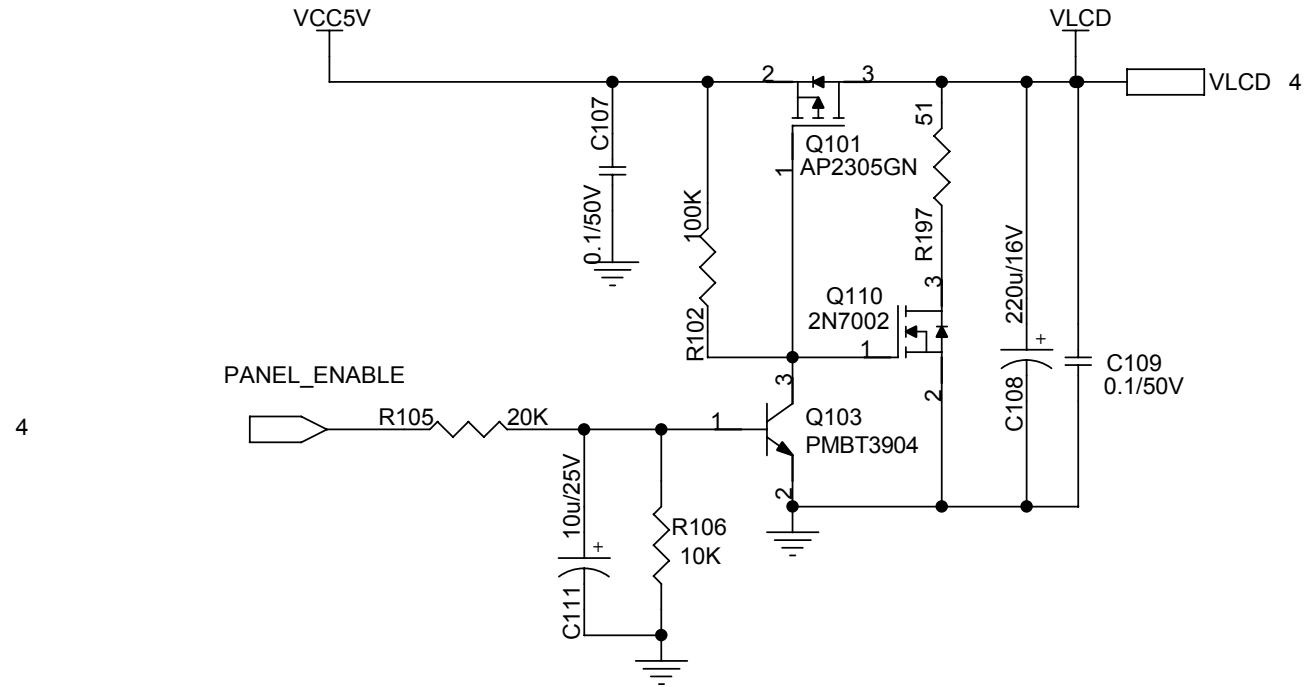 VCC5V
VLCD
2
3
VLCD 4
C107
0.1/50V
Q101
AP2305GN
1
51
R197
100K
R102
3
Q110
2N7002
1
2
220u/16V
+
C108
C109
0.1/50V
PANEL_ENABLE
4
R105
20K
1
3
Q103
PMBT3904
2
10u/25V
+
C111
R106
10K